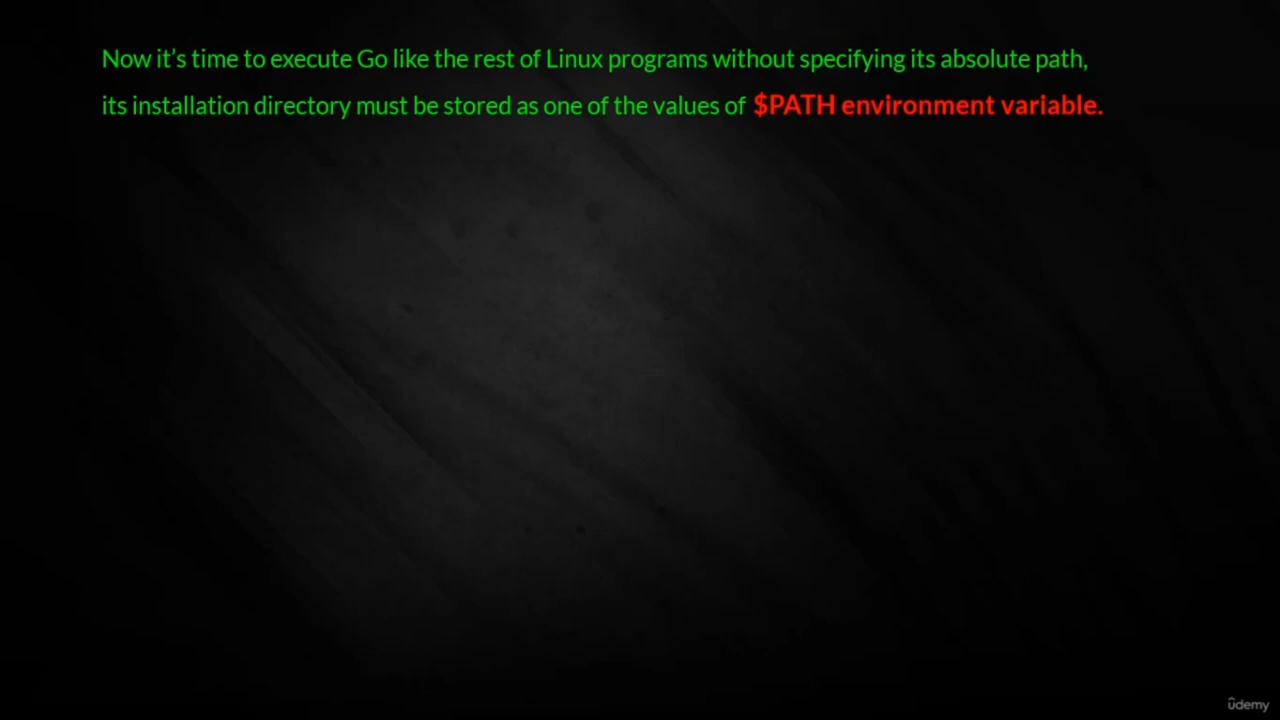 Now it’s time to execute Go like the rest of Linux programs without specifying its absolute path,
its installation directory must be stored as one of the values of $PATH environment variable.
ûdemy